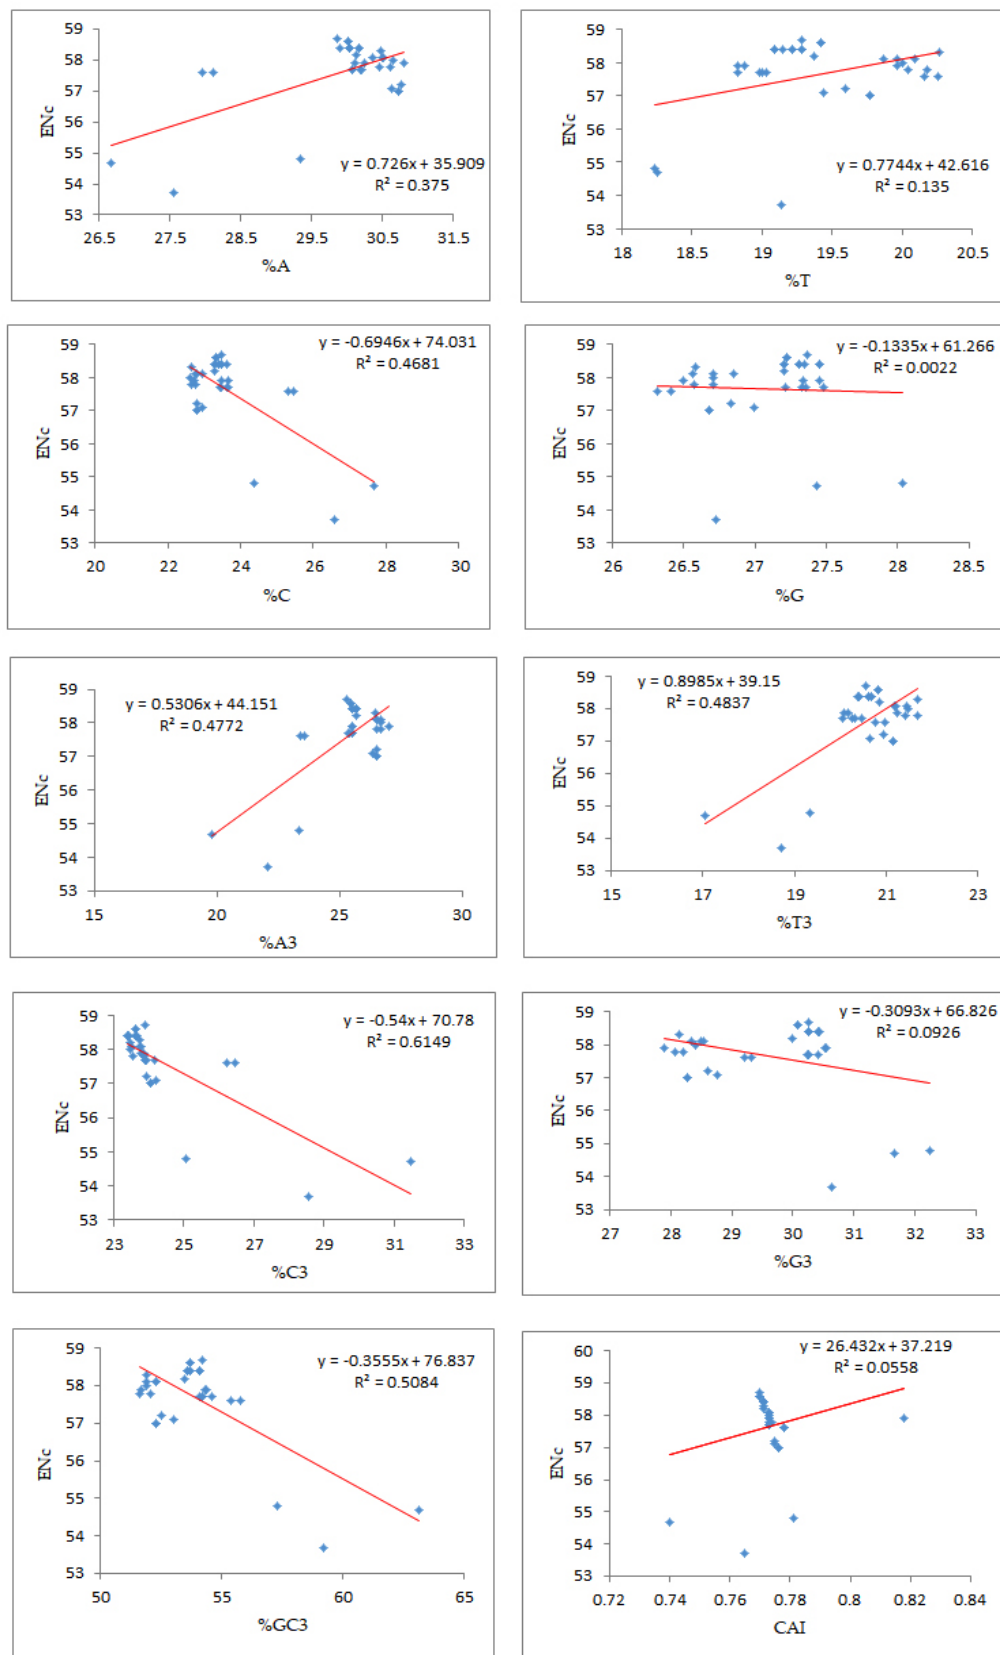 59
58
57
56
55
54
53
ENc
y = 0.726x + 35.909
R² = 0.375
26.5 27.5 28.5 29.5 30.5 31.5
%A
59
58
57
56
55
54
53
ENc
y = 0.7744x + 42.616
R² = 0.135
18 18.5 19 19.5 20 20.5
%T
59
58
57
56
55
54
53
ENc
y = -0.6946x + 74.031
R² = 0.4681
20 22 24 26 28 30
%C
59
58
57
56
55
54
53
ENc
y = -0.1335x + 61.266
R² = 0.0022
26 26.5 27 27.5 28 28.5
%G
59
58
57
56
55
54
53
ENc
y = 0.5306x + 44.151
R² = 0.4772
15 20 25 30
%A3
59
58
57
56
55
54
53
ENc
y = 0.8985x + 39.15
R² = 0.4837
15 17 19 21 23
%T3
59
58
57
56
55
54
53
ENc
y = -0.54x + 70.78
R² = 0.6149
23 25 27 29 31 33
%C3
59
58
57
56
55
54
53
ENc
y = -0.3093x + 66.826
R² = 0.0926
27 28 29 30 31 32 33
%G3
59
58
57
56
55
54
53
ENc
y = -0.3555x + 76.837
R² = 0.5084
50 55 60 65
%GC3
60
59
58
57
56
55
54
53
ENc
y = 26.432x + 37.219
R² = 0.0558
0.72 0.74 0.76 0.78 0.8 0.82 0.84
CAI